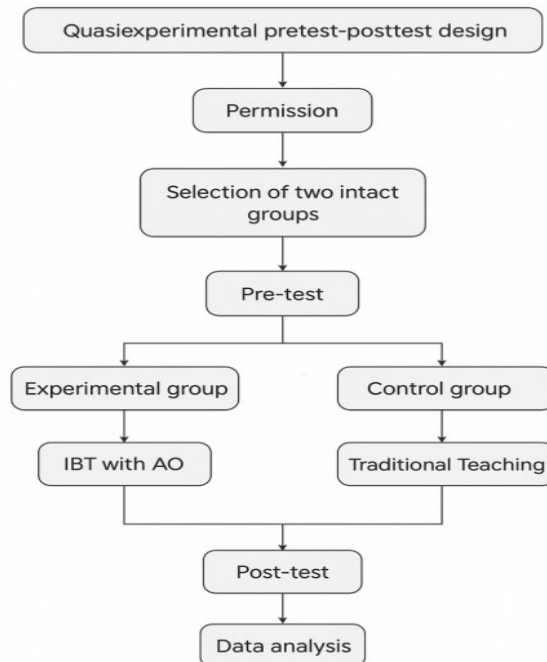 Quasiexperimental pretest-posttest design
Permission
Selection of two intact
groups
Pre-test
Experimental group
Control group
IBT with AO
Traditional Teaching
Post-test
Data analysis